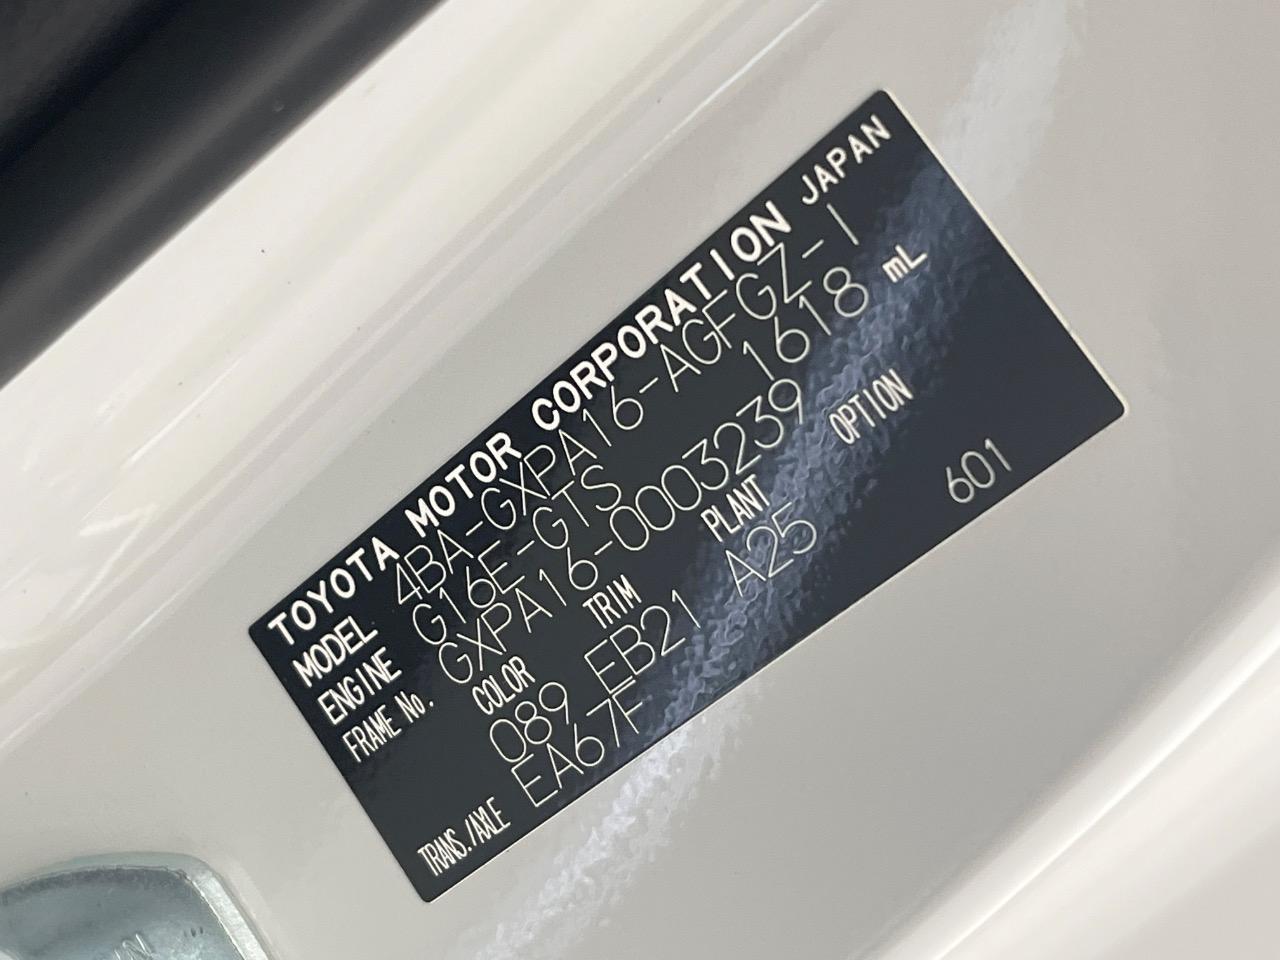 TOYOTA MOTOR CORPORATION JAPAN
MODEL 4BA-GXPA16-AGFGZ-I
ENGINE G16E-GTS 1618 mL
FRAME No. GXPA16-0003239
COLOR TRIM PLANT OPTION
089 EB21 A25 601
TRANS./AXLE EA67F